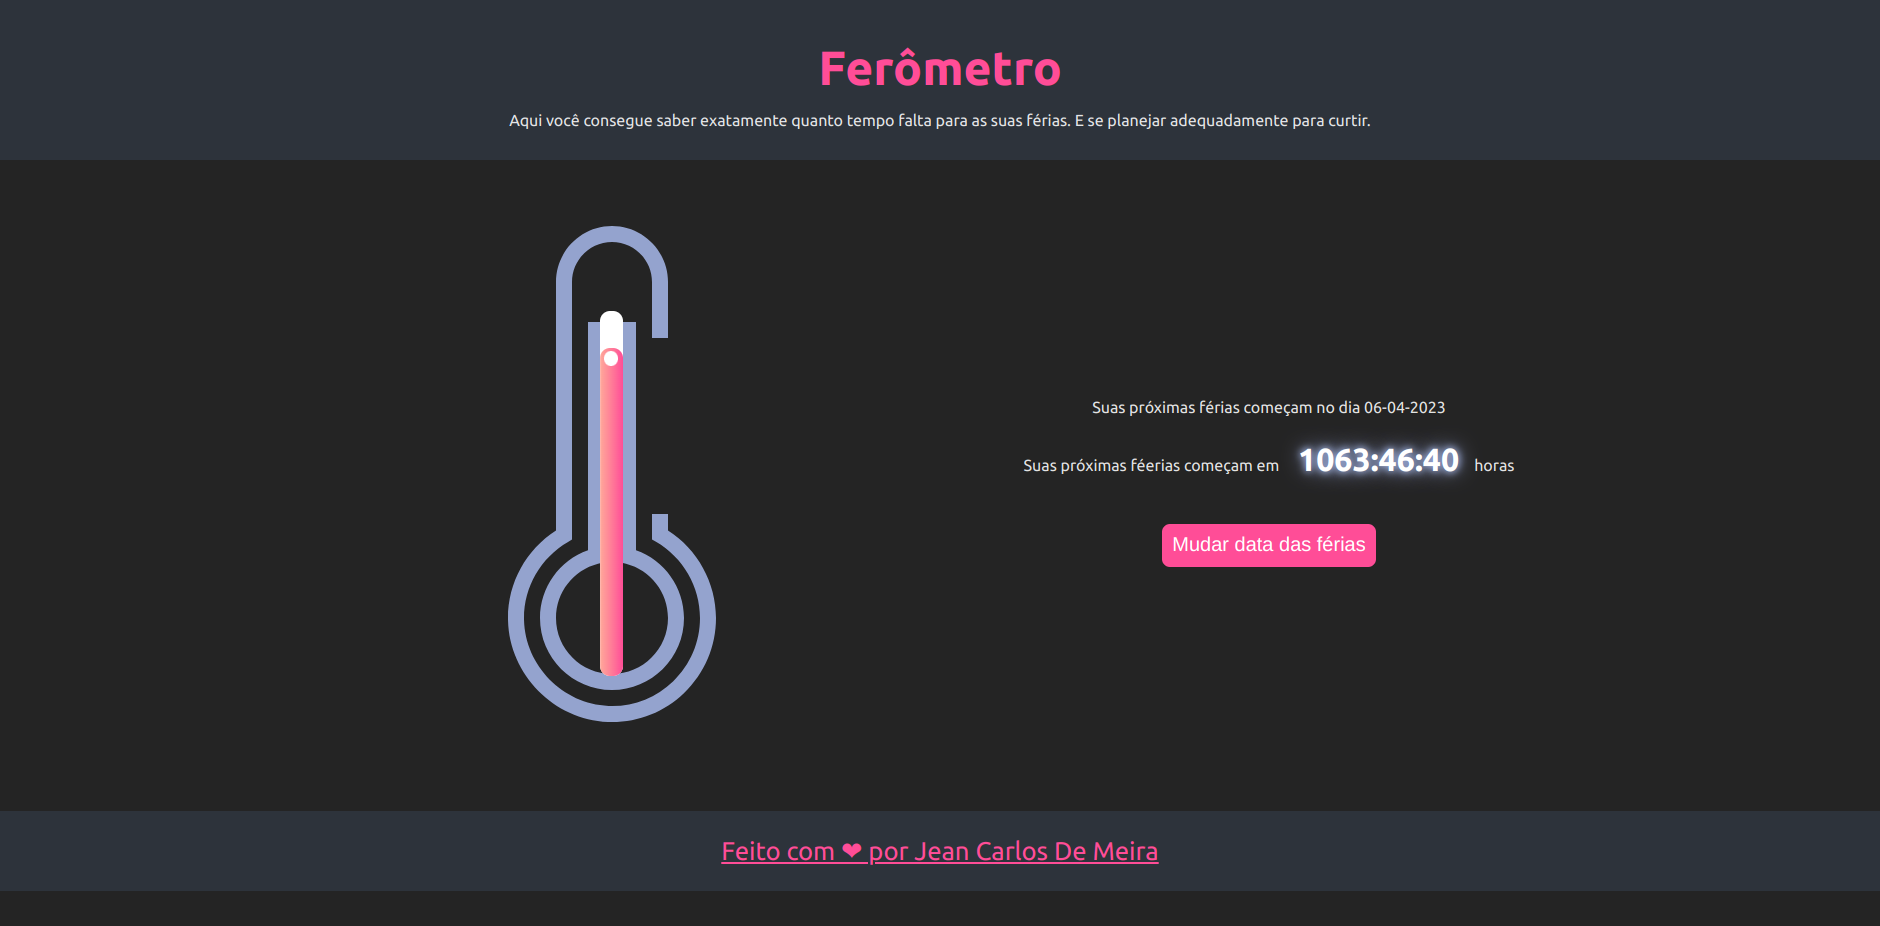 Ferômetro
Aqui você consegue saber exatamente quanto tempo falta para as suas férias. E se planejar adequadamente para curtir.
Suas próximas férias começam no dia 06-04-2023
Suas próximas féerias começam em 1063:46:40 horas
Mudar data das férias
Feito com ❤ por Jean Carlos De Meira